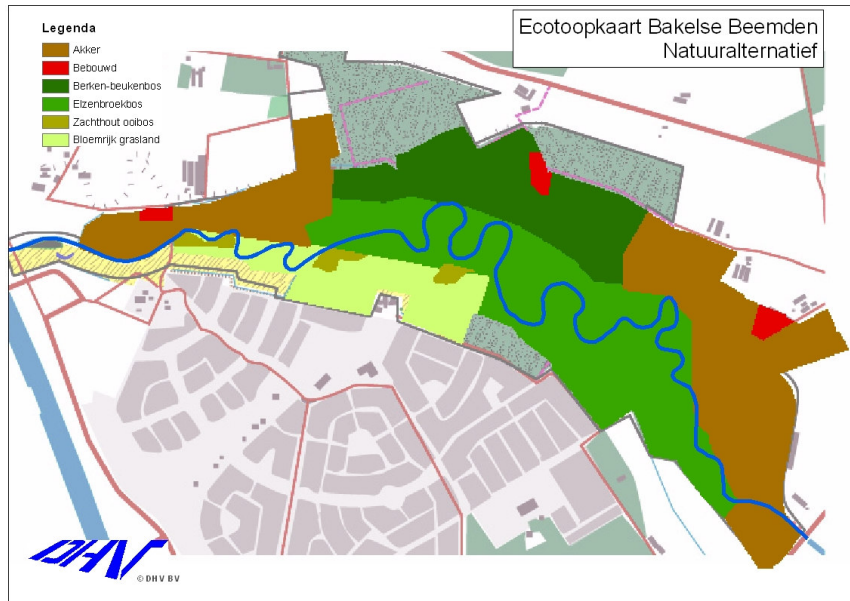 Ecotoopkaart Bakelse Beemden
Natuuralternatief
Legenda
Akker
Bebouwd
Berken-beukenbos
Elzenbroekbos
Zachthout ooibos
Bloemrijk grasland
DHV
© DHV BV